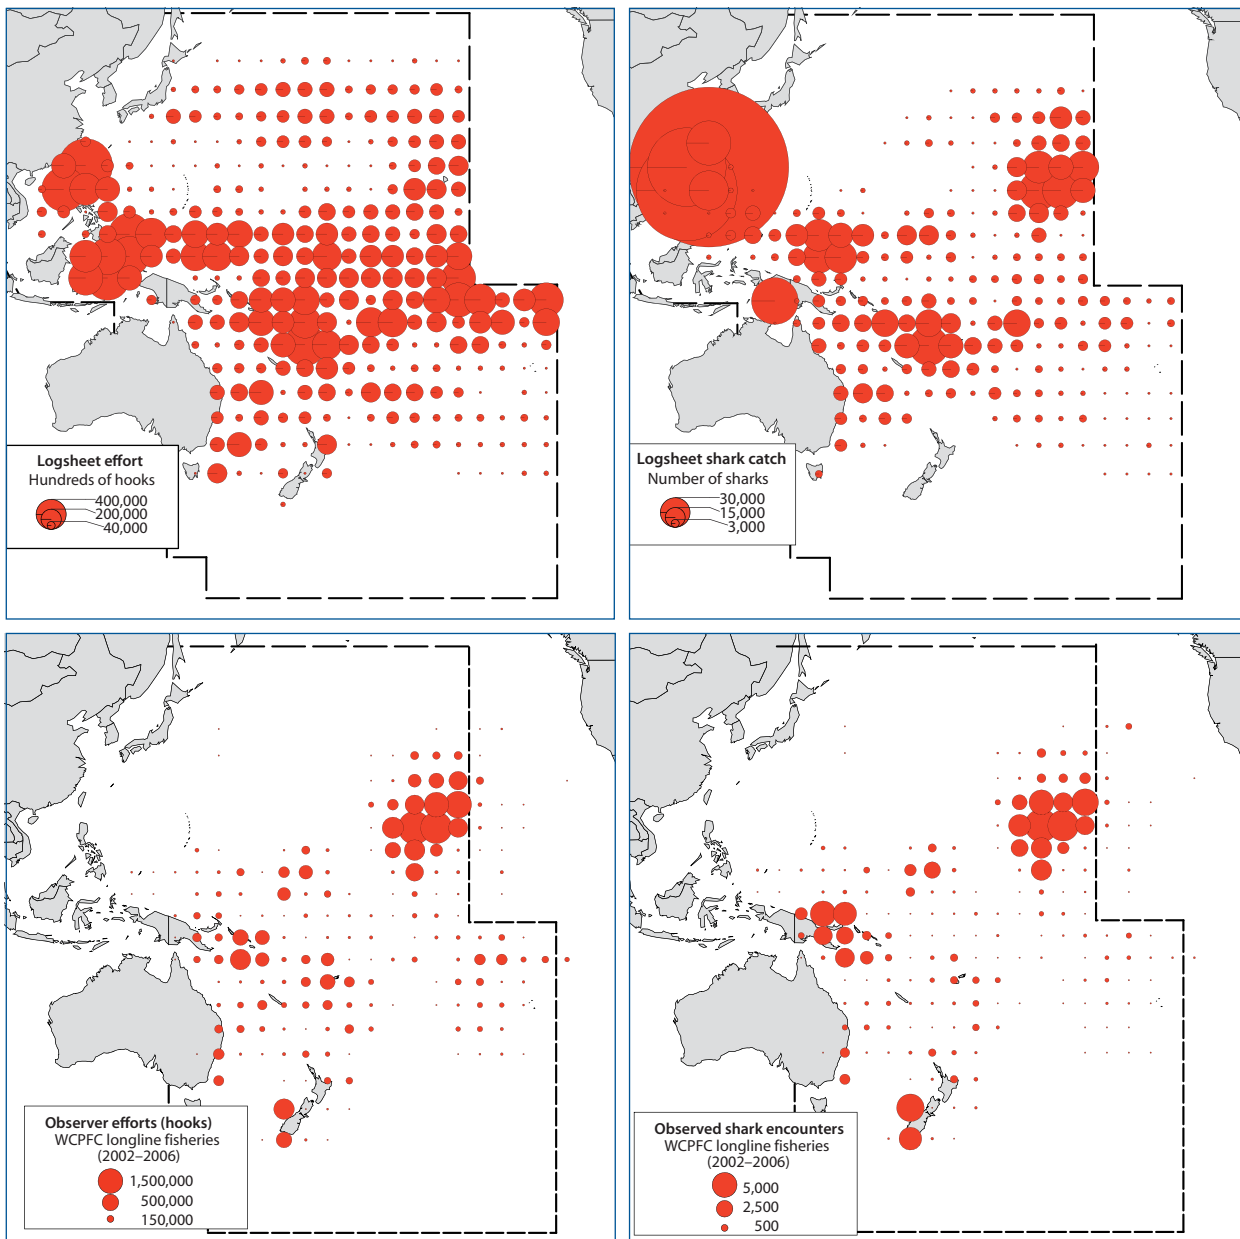 Logsheet effort
Hundreds of hooks
400,000
200,000
40,000
Logsheet shark catch
Number of sharks
30,000
15,000
3,000
Observer efforts (hooks)
WCPFC longline fisheries
(2002–2006)
1,500,000
500,000
150,000
Observed shark encounters
WCPFC longline fisheries
(2002–2006)
5,000
2,500
500